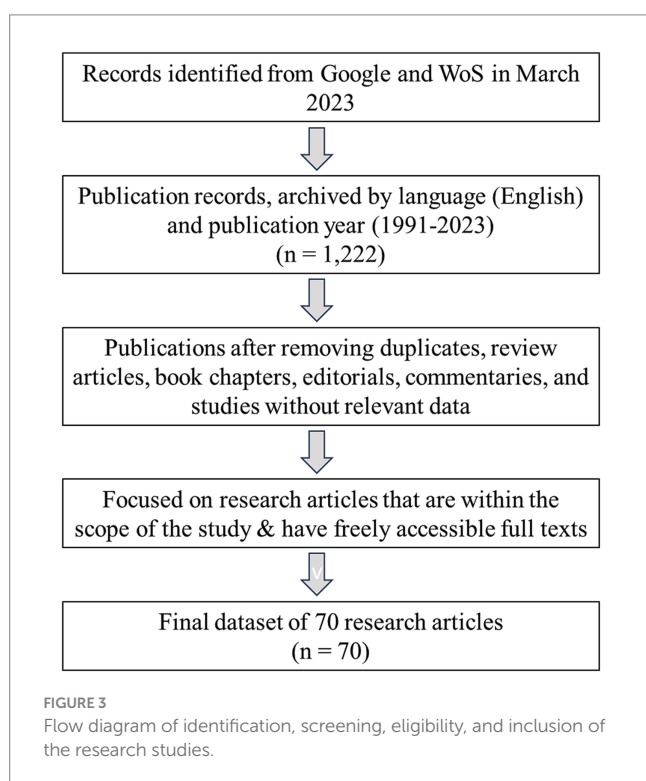 Records identified from Google and WoS in March
2023
Publication records, archived by language (English)
and publication year (1991-2023)
(n = 1,222)
Publications after removing duplicates, review
articles, book chapters, editorials, commentaries, and
studies without relevant data
Focused on research articles that are within the
scope of the study & have freely accessible full texts
v
Final dataset of 70 research articles
(n = 70)
FIGURE 3
Flow diagram of identification, screening, eligibility, and inclusion of
the research studies.